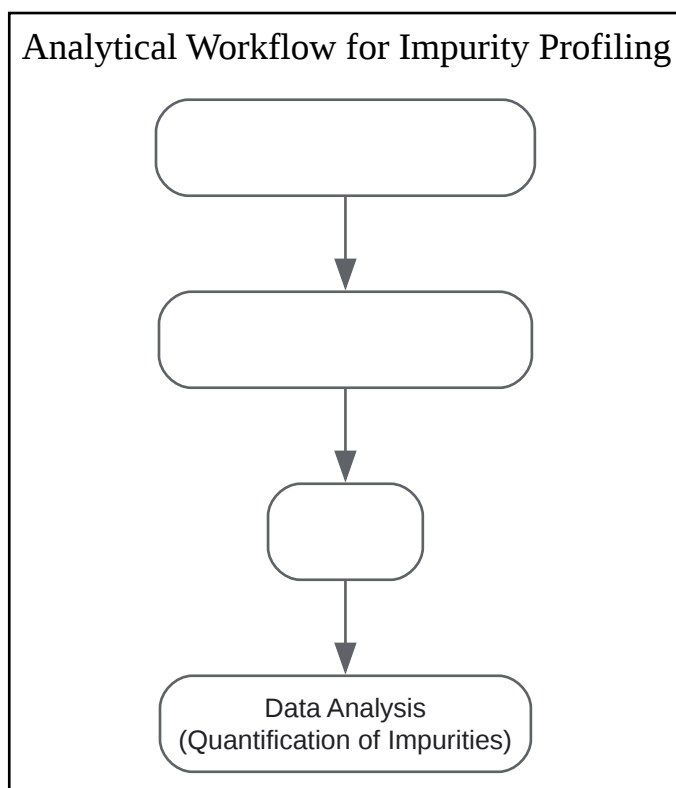 Analytical Workflow for Impurity Profiling
Data Analysis
(Quantification of Impurities)